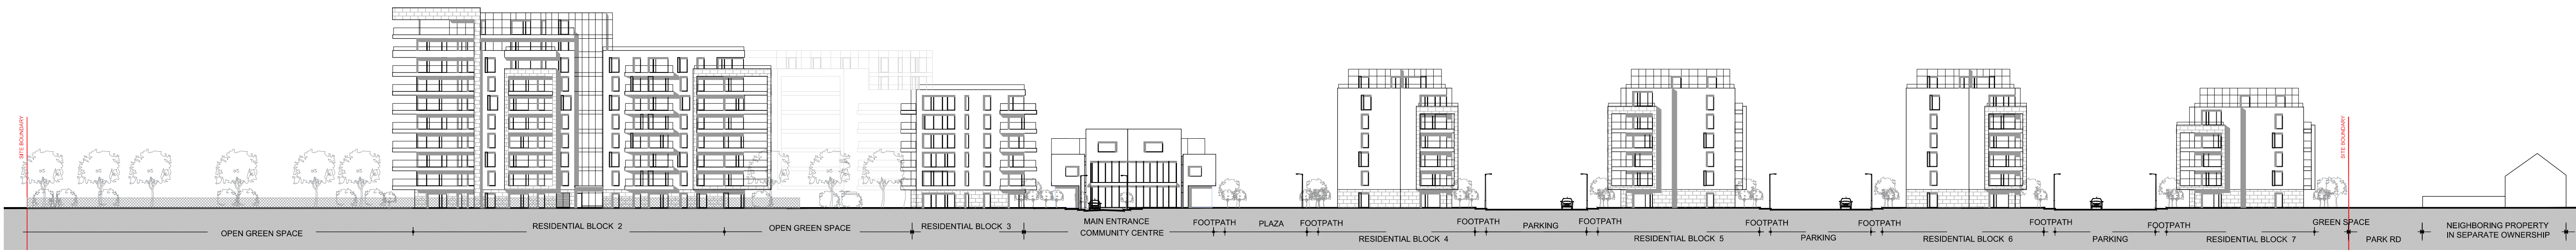 SITE BOUNDARY
OPEN GREEN SPACE
RESIDENTIAL BLOCK 2
OPEN GREEN SPACE
RESIDENTIAL BLOCK 3
MAIN ENTRANCE
COMMUNITY CENTRE
FOOTPATH
PLAZA
FOOTPATH
RESIDENTIAL BLOCK 4
FOOTPATH
PARKING
FOOTPATH
RESIDENTIAL BLOCK 5
FOOTPATH
PARKING
FOOTPATH
RESIDENTIAL BLOCK 6
FOOTPATH
PARKING
FOOTPATH
RESIDENTIAL BLOCK 7
GREEN SPACE
SITE BOUNDARY
PARK RD
NEIGHBORING PROPERTY
IN SEPARATE OWNERSHIP